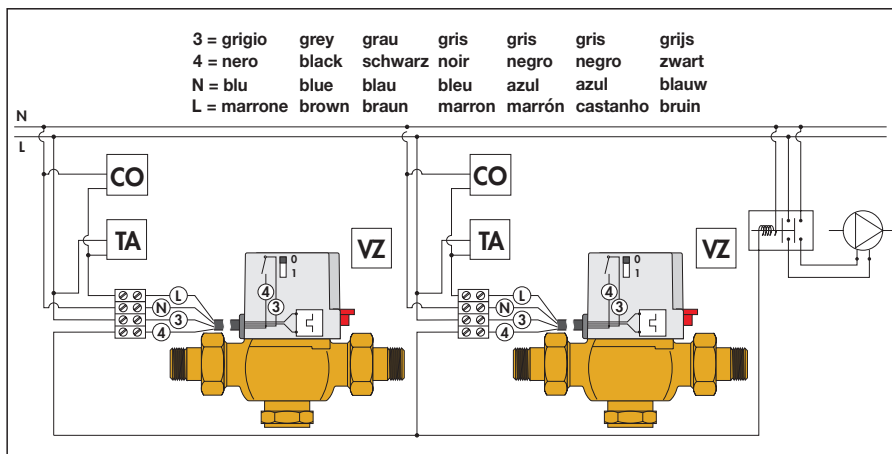 3 = grigio grey grau gris gris gris grijs
4 = nero black schwarz noir negro negro zwart
N = blu blue blau bleu azul azul blauw
L = marrone brown braun marron marrón castanho bruin
N
L
CO
CO
TA
VZ
TA
VZ
0
1
0
1
4
3
4
3
L
N
3
4
L
N
3
4